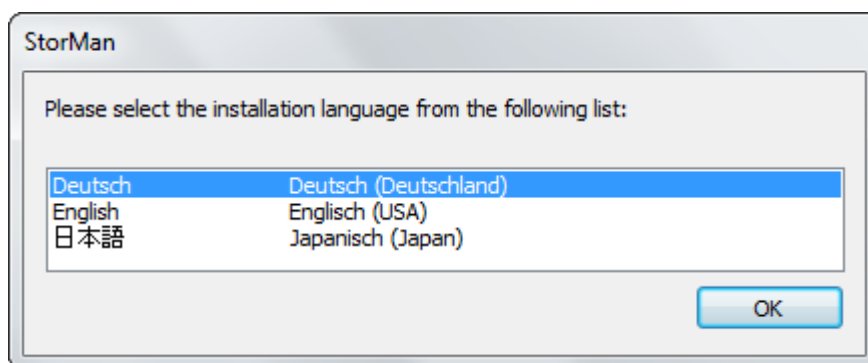 StorMan
Please select the installation language from the following list:
Deutsch Deutsch (Deutschland)
English Englisch (USA)
日本語 Japanisch (Japan)
OK